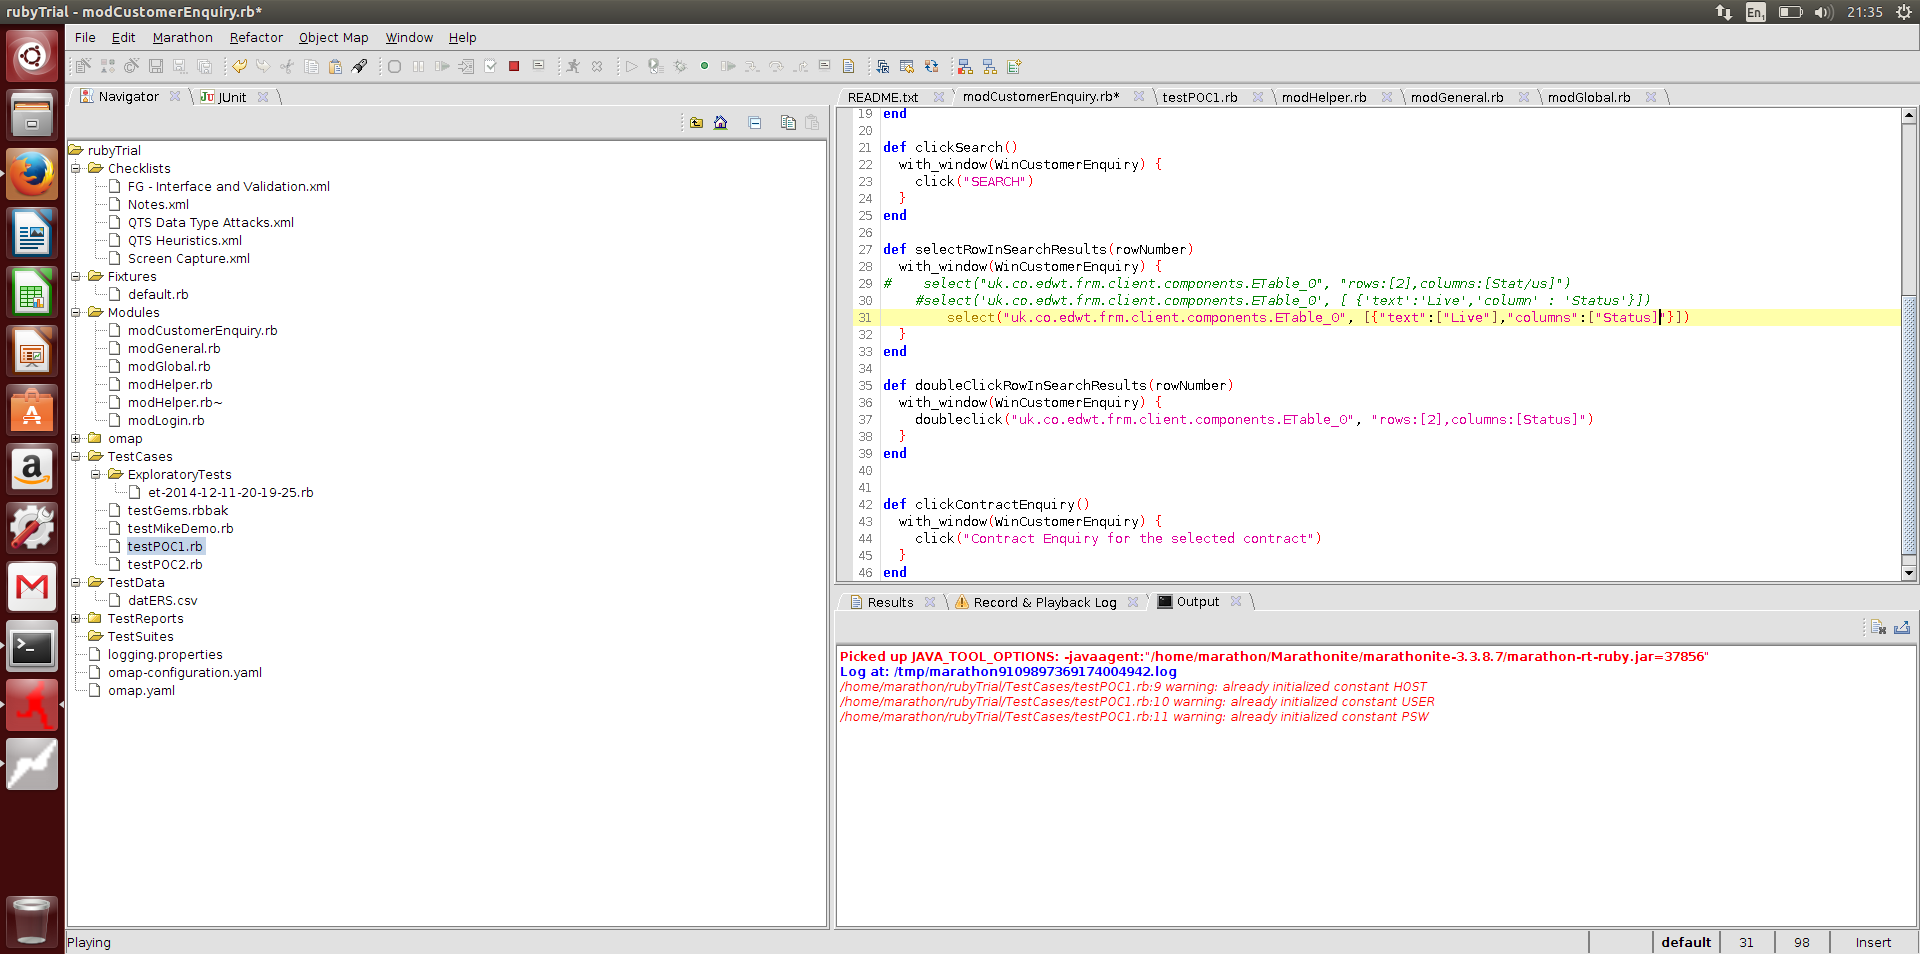 rubyTrial - modCustomerEnquiry.rb*
En1
21:35
File Edit Marathon Refactor Object Map Window Help
Navigator JUnit
rubyTrial
Checklists
FG - Interface and Validation.xml
Notes.xml
QTS Data Type Attacks.xml
QTS Heuristics.xml
Screen Capture.xml
Fixtures
default.rb
Modules
modCustomerEnquiry.rb
modGeneral.rb
modGlobal.rb
modHelper.rb
modHelper.rb~
modLogin.rb
omap
TestCases
ExploratoryTests
et-2014-12-11-20-19-25.rb
testGems.rbbak
testMikeDemo.rb
testPOC1.rb
testPOC2.rb
TestData
datERS.csv
TestReports
TestSuites
logging.properties
omap-configuration.yaml
omap.yaml
README.txt modCustomerEnquiry.rb* testPOC1.rb modHelper.rb modGeneral.rb modGlobal.rb
19 end
20
21 def clickSearch()
22 with_window(WinCustomerEnquiry) {
23 click("SEARCH")
24 }
25 end
26
27 def selectRowInSearchResults(rowNumber)
28 with_window(WinCustomerEnquiry) {
29 # select("uk.co.edwt.frm.client.components.ETable_0", "rows:[2],columns:[Stat/us]")
30 #select('uk.co.edwt.frm.client.components.ETable_0', [ {'text':'Live','column' : 'Status'}])
31 select("uk.co.edwt.frm.client.components.ETable_0", [{"text":["Live"],"columns":["Status]"}])
32 }
33 end
34
35 def doubleClickRowInSearchResults(rowNumber)
36 with_window(WinCustomerEnquiry) {
37 doubleclick("uk.co.edwt.frm.client.components.ETable_0", "rows:[2],columns:[Status]")
38 }
39 end
40
41
42 def clickContractEnquiry()
43 with_window(WinCustomerEnquiry) {
44 click("Contract Enquiry for the selected contract")
45 }
46 end
Results Record & Playback Log Output
Picked up JAVA_TOOL_OPTIONS: -javaagent:"/home/marathon/Marathonite/marathonite-3.3.8.7/marathon-rt-ruby.jar=37856"
Log at: /tmp/marathon9109897369174004942.log
/home/marathon/rubyTrial/TestCases/testPOC1.rb:9 warning: already initialized constant HOST
/home/marathon/rubyTrial/TestCases/testPOC1.rb:10 warning: already initialized constant USER
/home/marathon/rubyTrial/TestCases/testPOC1.rb:11 warning: already initialized constant PSW
Playing
default 31 98 Insert